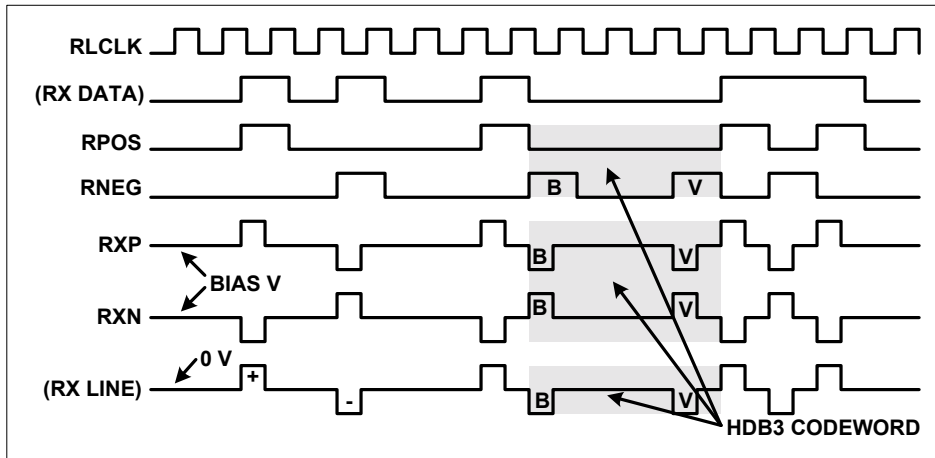 RLCLK
(RX DATA)
RPOS
RNEG
B V
RXP
B V
BIAS V
RXN
B V
0 V
(RX LINE)
+
-
B V
HDB3 CODEWORD